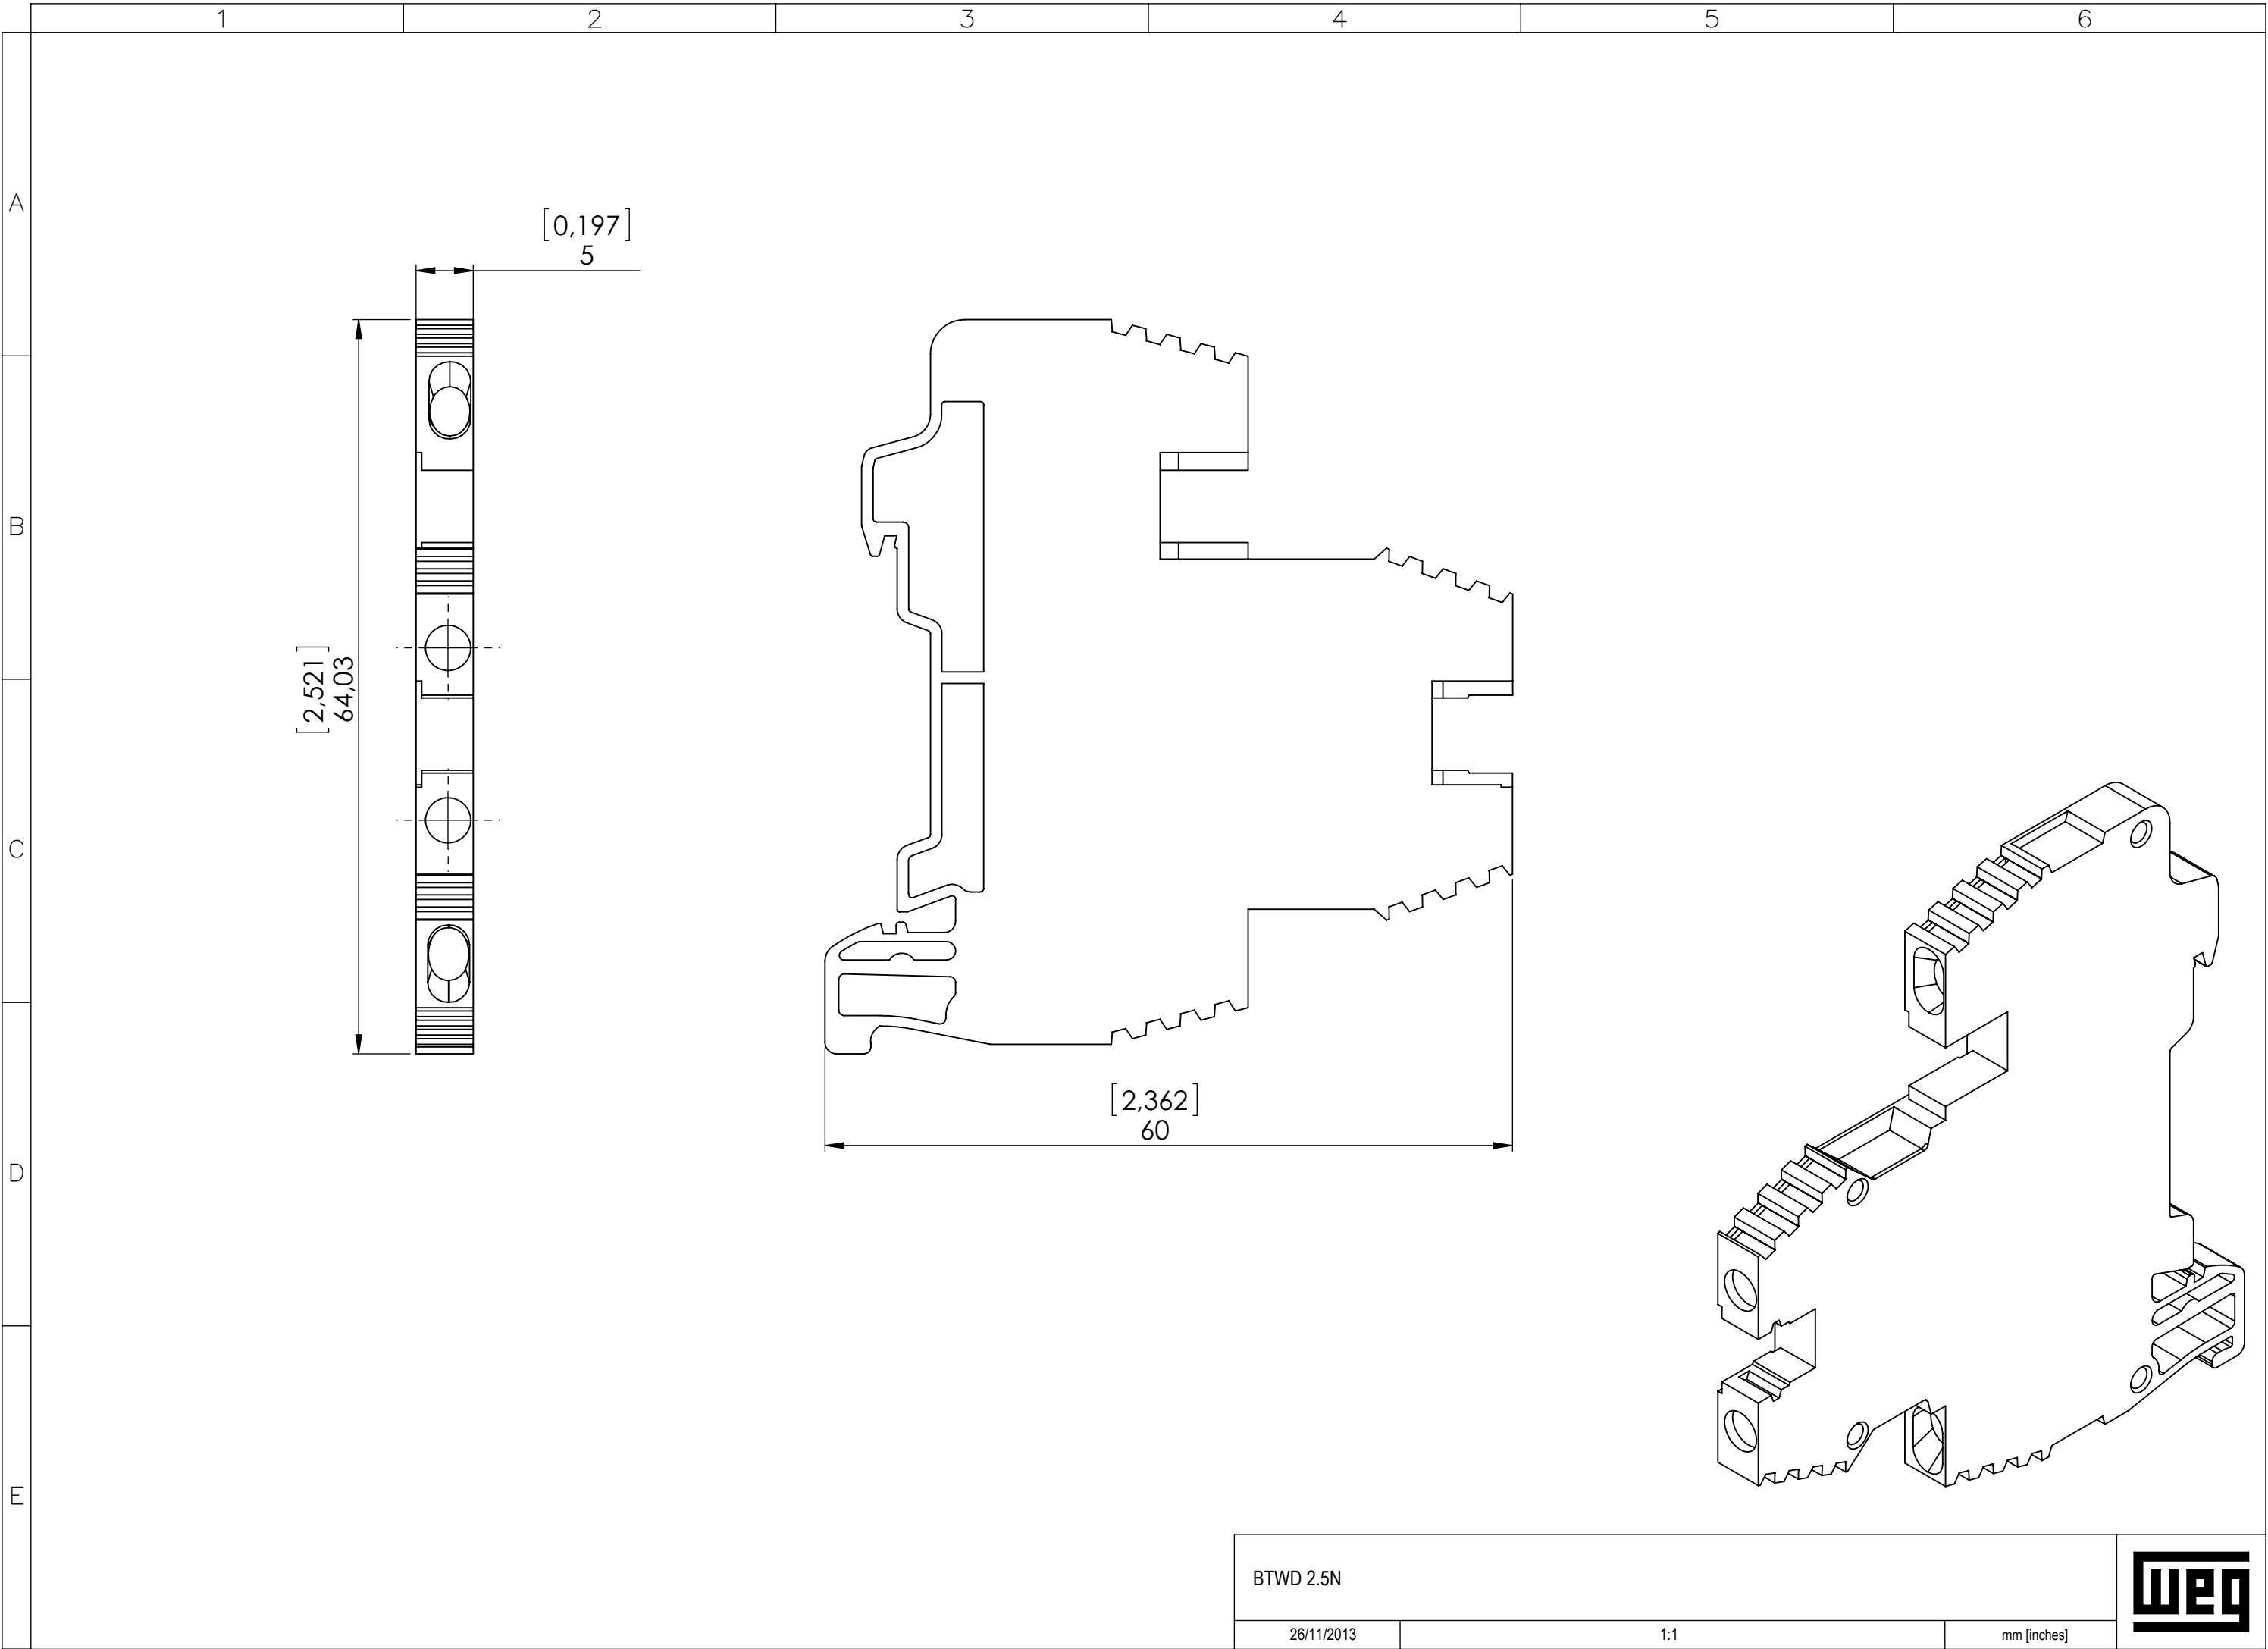 1 2 3 4 5 6
A
[0,197]
5
B
[2,521]
64,03
C
[2,362]
60
D
E
BTWD 2.5N
weg
26/11/2013 1:1 mm [inches]